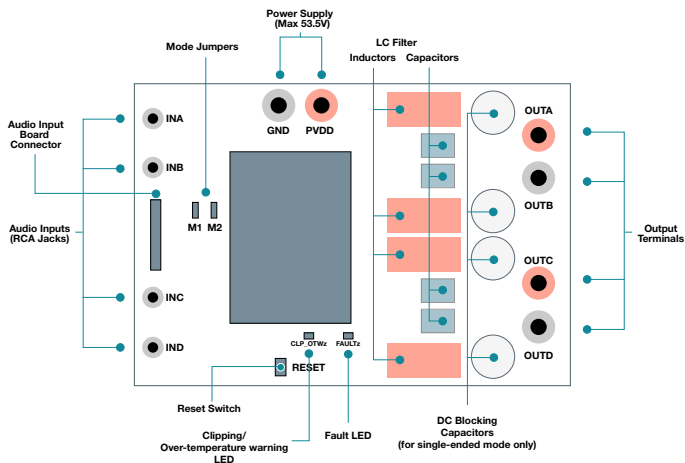 Power Supply
(Max 53.5V)
Mode Jumpers
LC Filter
Inductors
Capacitors
Audio Input
Board
Connector
Audio Inputs
(RCA Jacks)
INA
INB
INC
IND
M1 M2
GND
PVDD
OUTA
OUTB
OUTC
OUTD
Output
Terminals
CLP_OTWz
FAULTz
RESET
Reset Switch
Clipping/
Over-temperature warning
LED
Fault LED
DC Blocking
Capacitors
(for single-ended mode only)